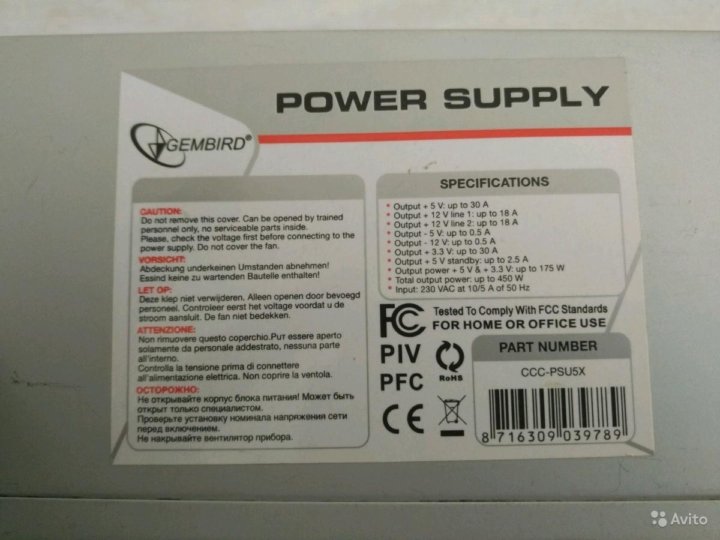 POWER SUPPLY
GEMBIRD®
CAUTION:
Do not remove this cover. Can be opened by trained
personnel only, no serviceable parts inside.
Please, check the voltage first before connecting to the
power supply. Do not cover the fan.
VORSICHT:
Abdeckung underkeinen Umstanden abnehmen!
Essind keine zu wartenden Bautelle enthalten!
LET OP:
Deze klep niet verwijderen. Alleen openen door bevoegd
personeel. Controleer eerst het voltage voordat u de
stroom aansluit. De fan niet bedekken.
ATTENZIONE:
Non rimuovere questo coperchio.Pur essere aperto
solamente da personale addestrato, nessuna parte
all'interno.
Controlla la tensione prima di connettere
all'alimentazione elettrica. Non coprire la ventola.
ОСТОРОЖНО:
Не открывайте корпус блока питания! Может быть
открыт только специалистом.
Проверьте установку номинала напряжения сети
перед включением.
Не накрывайте вентилятор прибора.
SPECIFICATIONS
* Output + 5 V: up to 30 A
* Output + 12 V line 1: up to 18 A
* Output + 12 V line 2: up to 18 A
* Output - 5 V: up to 0.5 A
* Output - 12 V: up to 0.5 A
* Output + 3.3 V: up to 30 A
* Output + 5 V standby: up to 2.5 A
* Output power + 5 V & + 3.3 V: up to 175 W
* Total output power: up to 450 W
* Input: 230 VAC at 10/5 A of 50 Hz
FC
Tested To Comply With FCC Standards
FOR HOME OR OFFICE USE
PIV
PFC
RoHS
CE
PART NUMBER
CCC-PSU5X
8 716309 039789
Avito